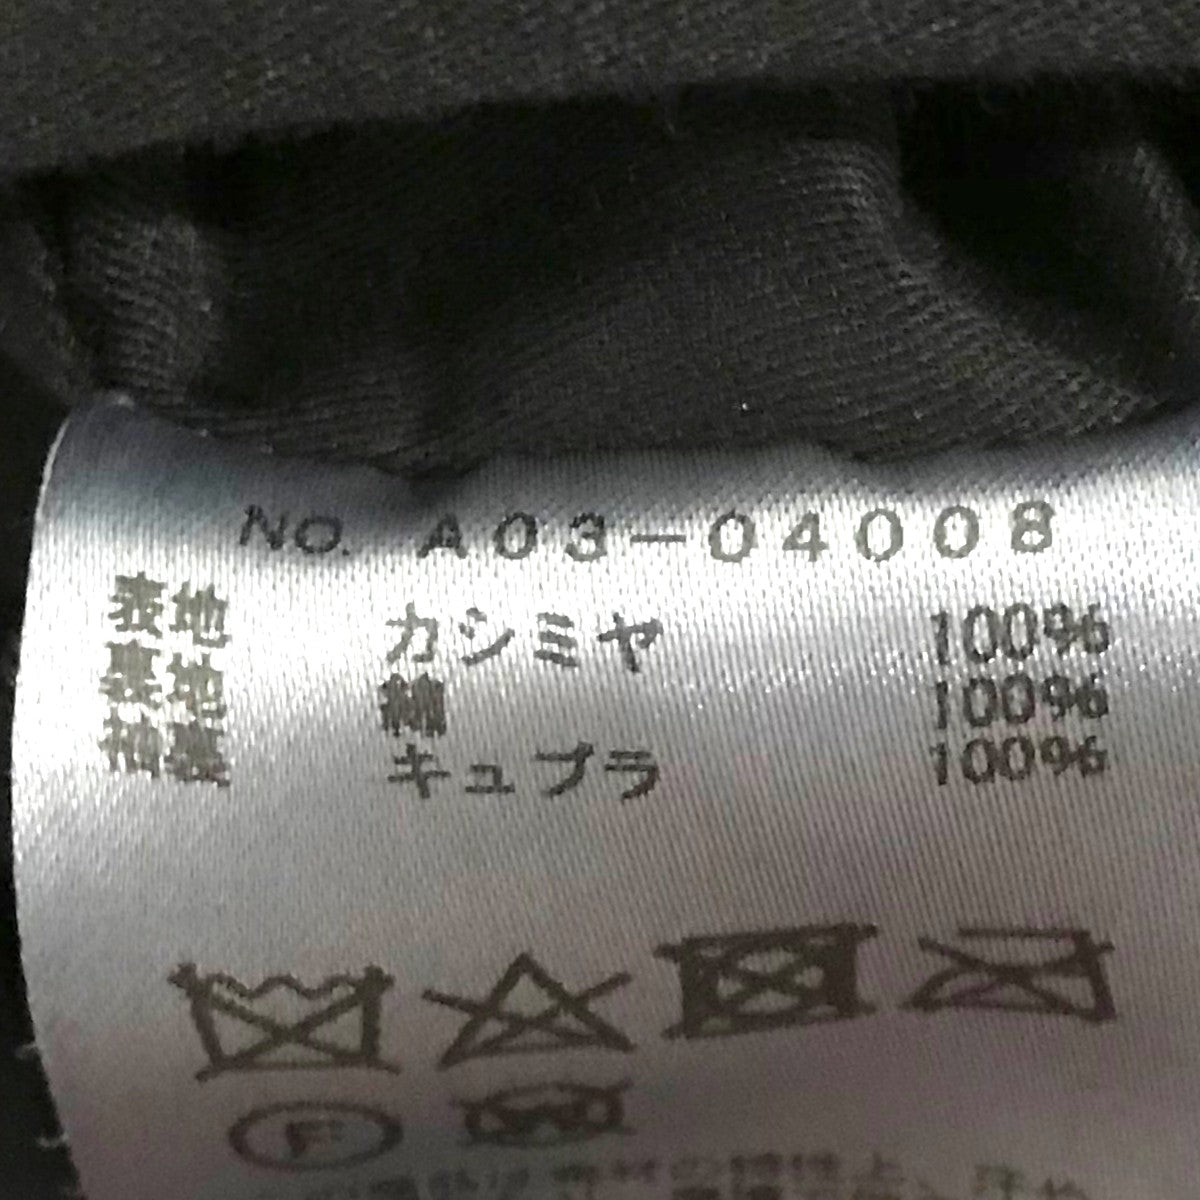 NO. A03-04008
表地 カシミヤ 100%
裏地 綿 100%
袖裏 キュプラ 100%
F W